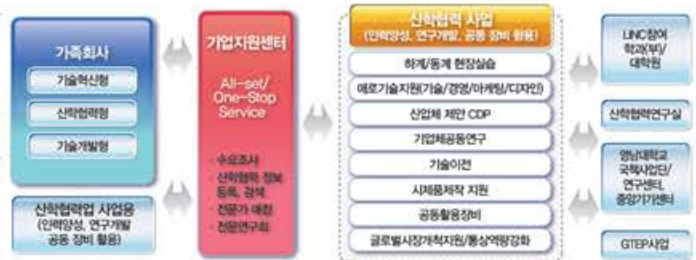 가족회사
기술혁신형
산학협력형
기술개발형
산학협력업 사업용
(인력양성, 연구개발
공동 장비 활용)
기업지원센터
All-set/
One-Stop
Service
· 수요조사
· 산학협력 정보
등록, 검색
· 전문가 매칭
· 전문연구회
산학협력 사업
(인력양성, 연구개발, 공동 장비 활용)
하계/동계 현장실습
애로기술지원(기술/경영/마케팅/디자인)
산업체 제안 CDP
기업체공동연구
기술이전
시제품제작 지원
공동활용장비
글로벌시장개척지원/통상역량강화
LINC참여
학과(부)/
대학원
산학협력연구실
영남대학교
국책사업단/
연구센터,
중앙기기센터
GTEP사업